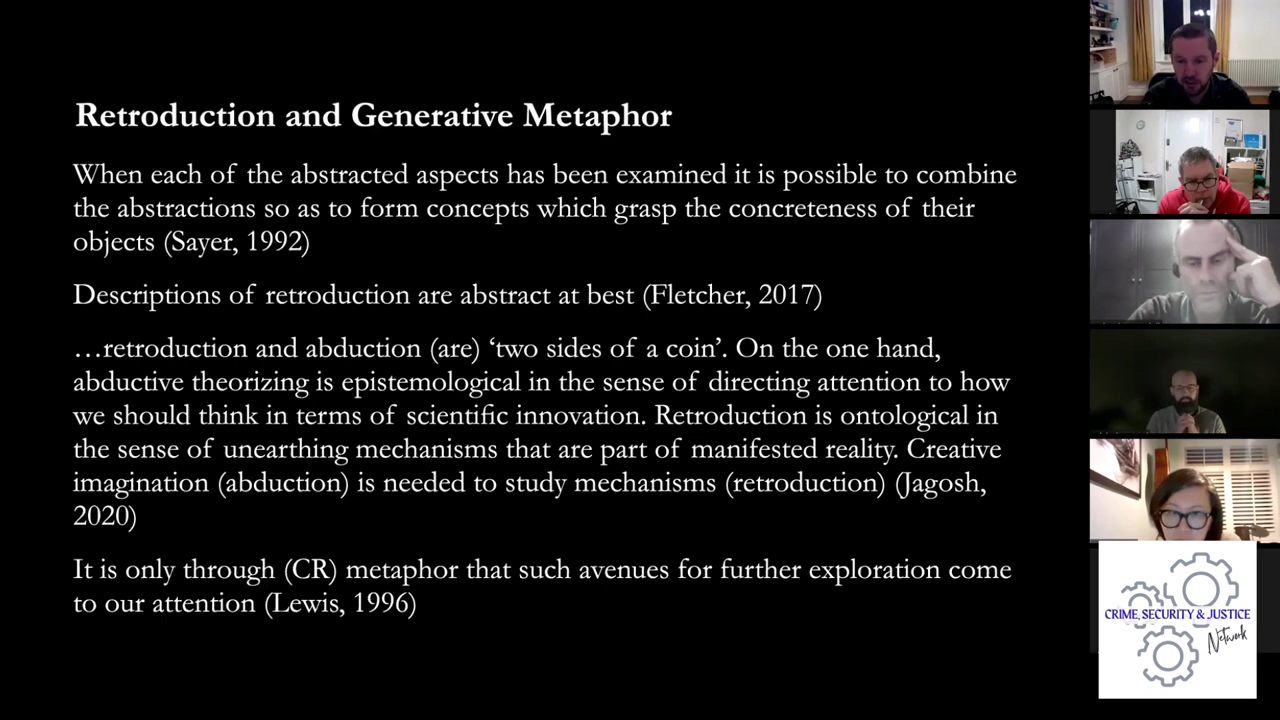 Retroduction and Generative Metaphor
When each of the abstracted aspects has been examined it is possible to combine
the abstractions so as to form concepts which grasp the concreteness of their
objects (Sayer, 1992)
Descriptions of retroduction are abstract at best (Fletcher, 2017)
…retroduction and abduction (are) ‘two sides of a coin’. On the one hand,
abductive theorizing is epistemological in the sense of directing attention to how
we should think in terms of scientific innovation. Retroduction is ontological in
the sense of unearthing mechanisms that are part of manifested reality. Creative
imagination (abduction) is needed to study mechanisms (retroduction) (Jagosh,
2020)
It is only through (CR) metaphor that such avenues for further exploration come
to our attention (Lewis, 1996)
CRIME, SECURITY & JUSTICE
Network